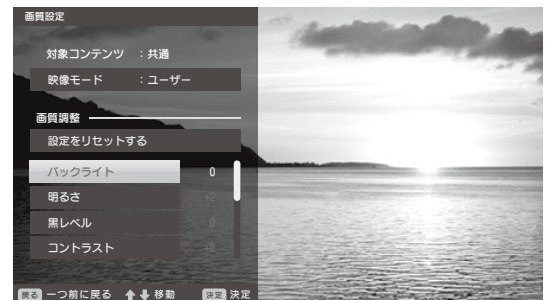 画質設定
対象コンテンツ ：共通
映像モード ：ユーザー
画質調整
設定をリセットする
バックライト 0
明るさ +2
黒レベル 0
コントラスト +2
戻る 一つ前に戻る ↑↓ 移動 決定 決定